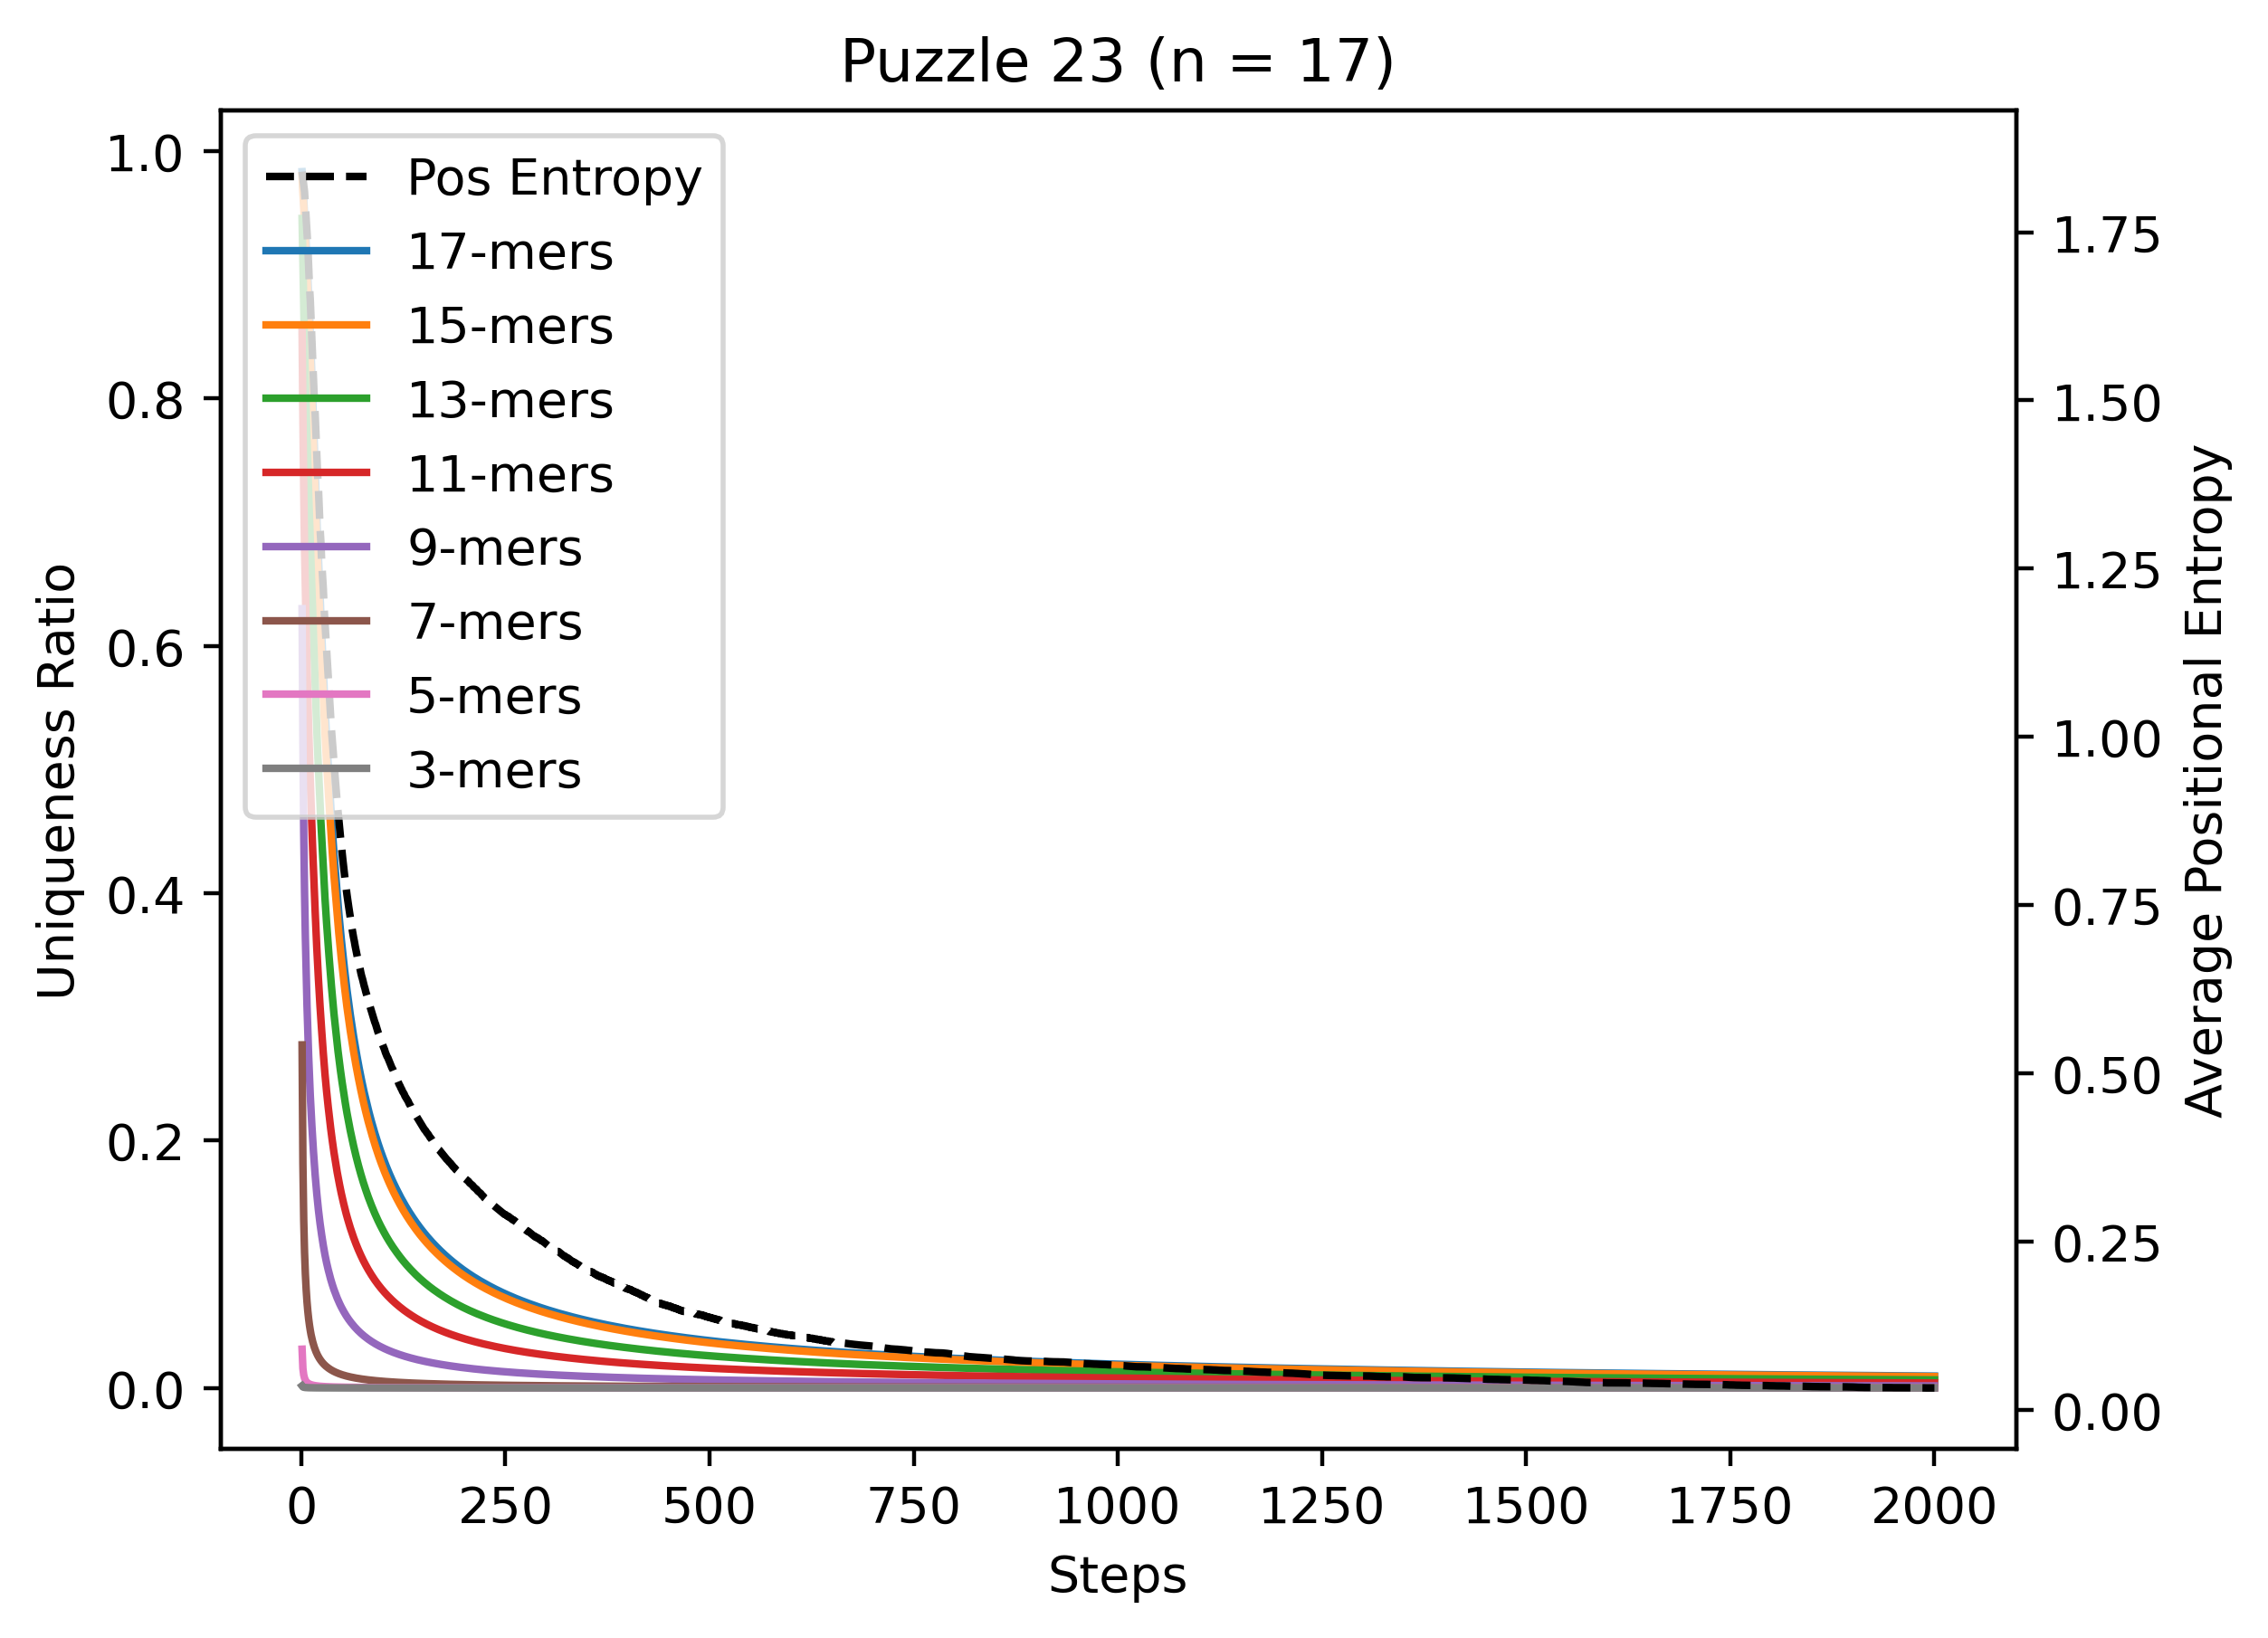 Puzzle 23 (n = 17)
Pos Entropy
17-mers
15-mers
13-mers
11-mers
9-mers
7-mers
5-mers
3-mers
Uniqueness Ratio
1.0
0.8
0.6
0.4
0.2
0.0
1.75
1.50
1.25
1.00
0.75
0.50
0.25
0.00
Average Positional Entropy
0 250 500 750 1000 1250 1500 1750 2000
Steps